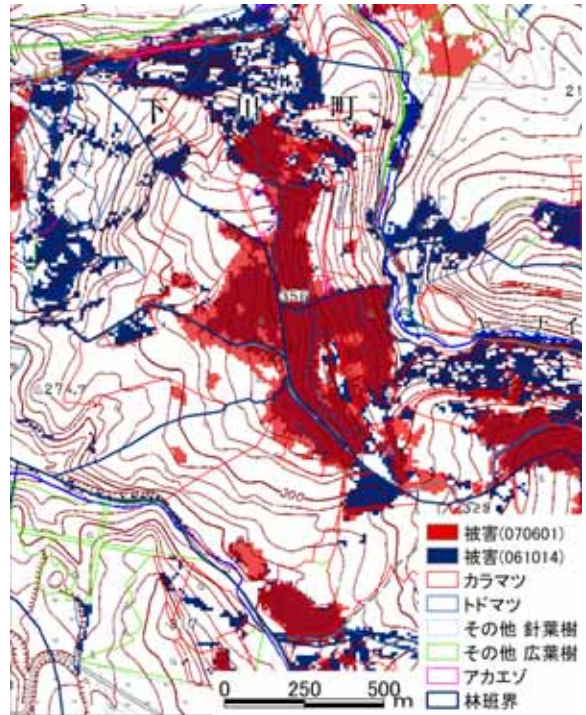 下川町
21
358
274.7
300
329
被害(070601)
被害(061014)
カラマツ
トドマツ
その他 針葉樹
その他 広葉樹
アカエゾ
林班界
0 250 500
m